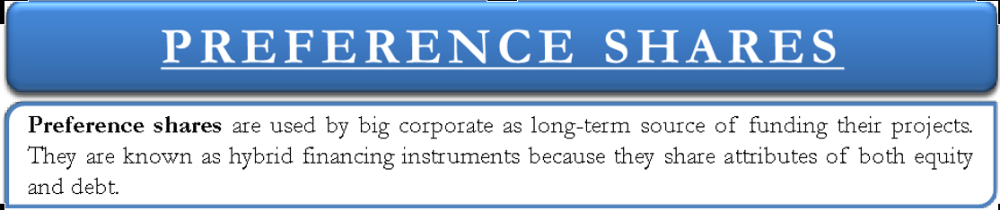 PREFERENCE SHARES
Preference shares are used by big corporate as long-term source of funding their projects.
They are known as hybrid financing instruments because they share attributes of both equity
and debt.